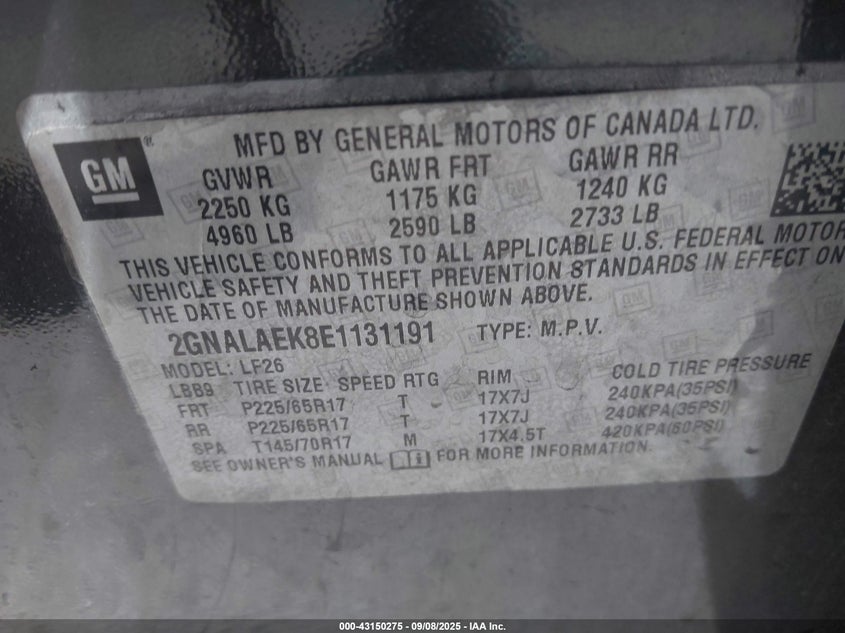 MFD BY GENERAL MOTORS OF CANADA LTD.
GM
GVWR GAWR FRT GAWR RR
2250 KG 1175 KG 1240 KG
4960 LB 2590 LB 2733 LB
THIS VEHICLE CONFORMS TO ALL APPLICABLE U.S. FEDERAL MOTOR
VEHICLE SAFETY AND THEFT PREVENTION STANDARDS IN EFFECT ON
THE DATE OF MANUFACTURE SHOWN ABOVE.
2GNALAEK8E1131191 TYPE: M.P.V.
MODEL: LF26
LBB9 TIRE SIZE SPEED RTG RIM COLD TIRE PRESSURE
FRT P225/65R17 T 17X7J 240KPA(35PSI)
RR P225/65R17 T 17X7J 240KPA(35PSI)
SPA T145/70R17 M 17X4.5T 420KPA(60PSI)
SEE OWNER'S MANUAL FOR MORE INFORMATION.
000-43150275 - 09/08/2025 - IAA Inc.